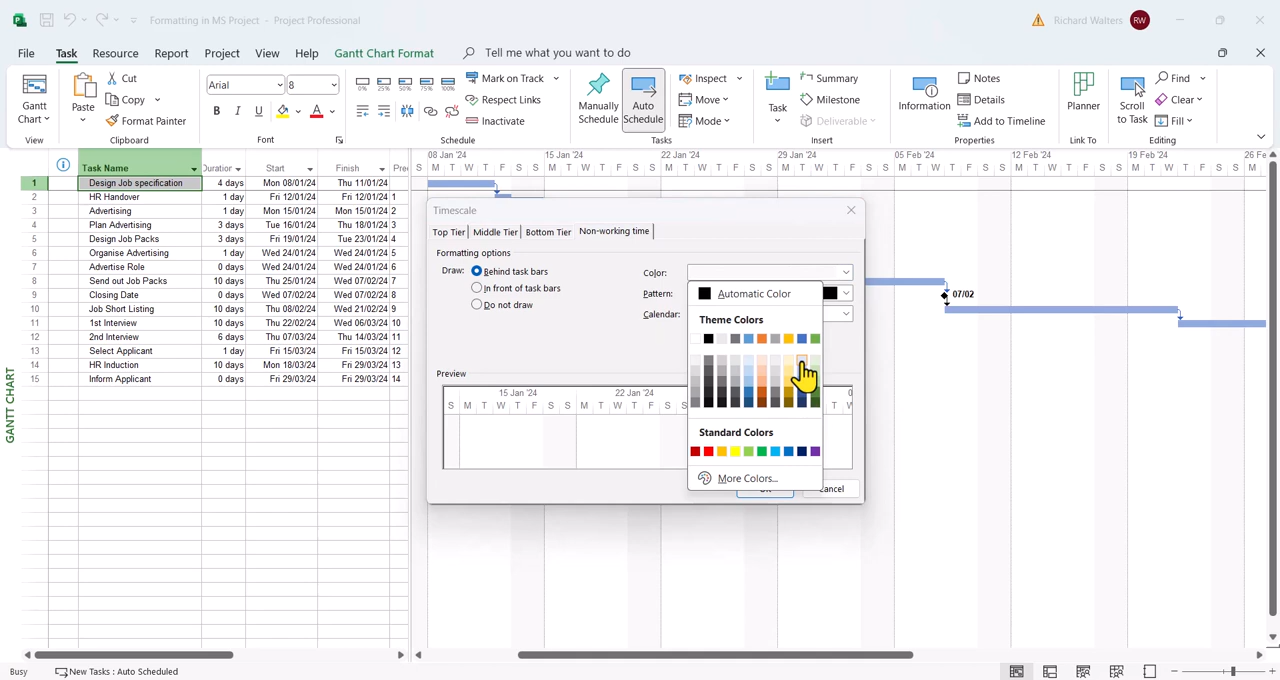 Formatting in MS Project - Project Professional
Richard Walters RW
File Task Resource Report Project View Help Gantt Chart Format Tell me what you want to do
Gantt Chart
View
Paste
Cut
Copy
Format Painter
Clipboard
Arial 8
B I U A
Font
0% 25% 50% 75% 100%
Mark on Track
Respect Links
Inactivate
Schedule
Manually Schedule
Auto Schedule
Inspect
Move
Mode
Tasks
Task
Summary
Milestone
Deliverable
Insert
Information
Notes
Details
Add to Timeline
Properties
Planner
Link To
Scroll to Task
Find
Clear
Fill
Editing
Task Name Duration Start Finish Pre
08 Jan '24 15 Jan '24 22 Jan '24 29 Jan '24 05 Feb '24 12 Feb '24 19 Feb '24 26 Fe
S M T W T F S S M T W T F S S M T W T F S S M T W T F S S M T W T F S S M T W T F S S M T W T F S S M
1 Design Job specification 4 days Mon 08/01/24 Thu 11/01/24
2 HR Handover 1 day Fri 12/01/24 Fri 12/01/24 1
3 Advertising 1 day Mon 15/01/24 Mon 15/01/24 2
4 Plan Advertising 3 days Tue 16/01/24 Thu 18/01/24 3
5 Design Job Packs 3 days Fri 19/01/24 Tue 23/01/24 4
6 Organise Advertising 1 day Wed 24/01/24 Wed 24/01/24 5
7 Advertise Role 0 days Wed 24/01/24 Wed 24/01/24 6
8 Send out Job Packs 10 days Thu 25/01/24 Wed 07/02/24 7
9 Closing Date 0 days Wed 07/02/24 Wed 07/02/24 8
10 Job Short Listing 10 days Thu 08/02/24 Wed 21/02/24 9
11 1st Interview 10 days Thu 22/02/24 Wed 06/03/24 10
12 2nd Interview 6 days Thu 07/03/24 Thu 14/03/24 11
13 Select Applicant 1 day Fri 15/03/24 Fri 15/03/24 12
14 HR Induction 10 days Mon 18/03/24 Fri 29/03/24 13
15 Inform Applicant 0 days Fri 29/03/24 Fri 29/03/24 14
GANTT CHART
07/02
Timescale
Top Tier Middle Tier Bottom Tier Non-working time
Formatting options
Draw: Behind task bars
In front of task bars
Do not draw
Color:
Pattern:
Calendar:
Automatic Color
Theme Colors
Standard Colors
More Colors...
Preview
15 Jan '24 22 Jan '24
S M T W T F S S M T W T F S S
T W
Cancel
Busy New Tasks : Auto Scheduled